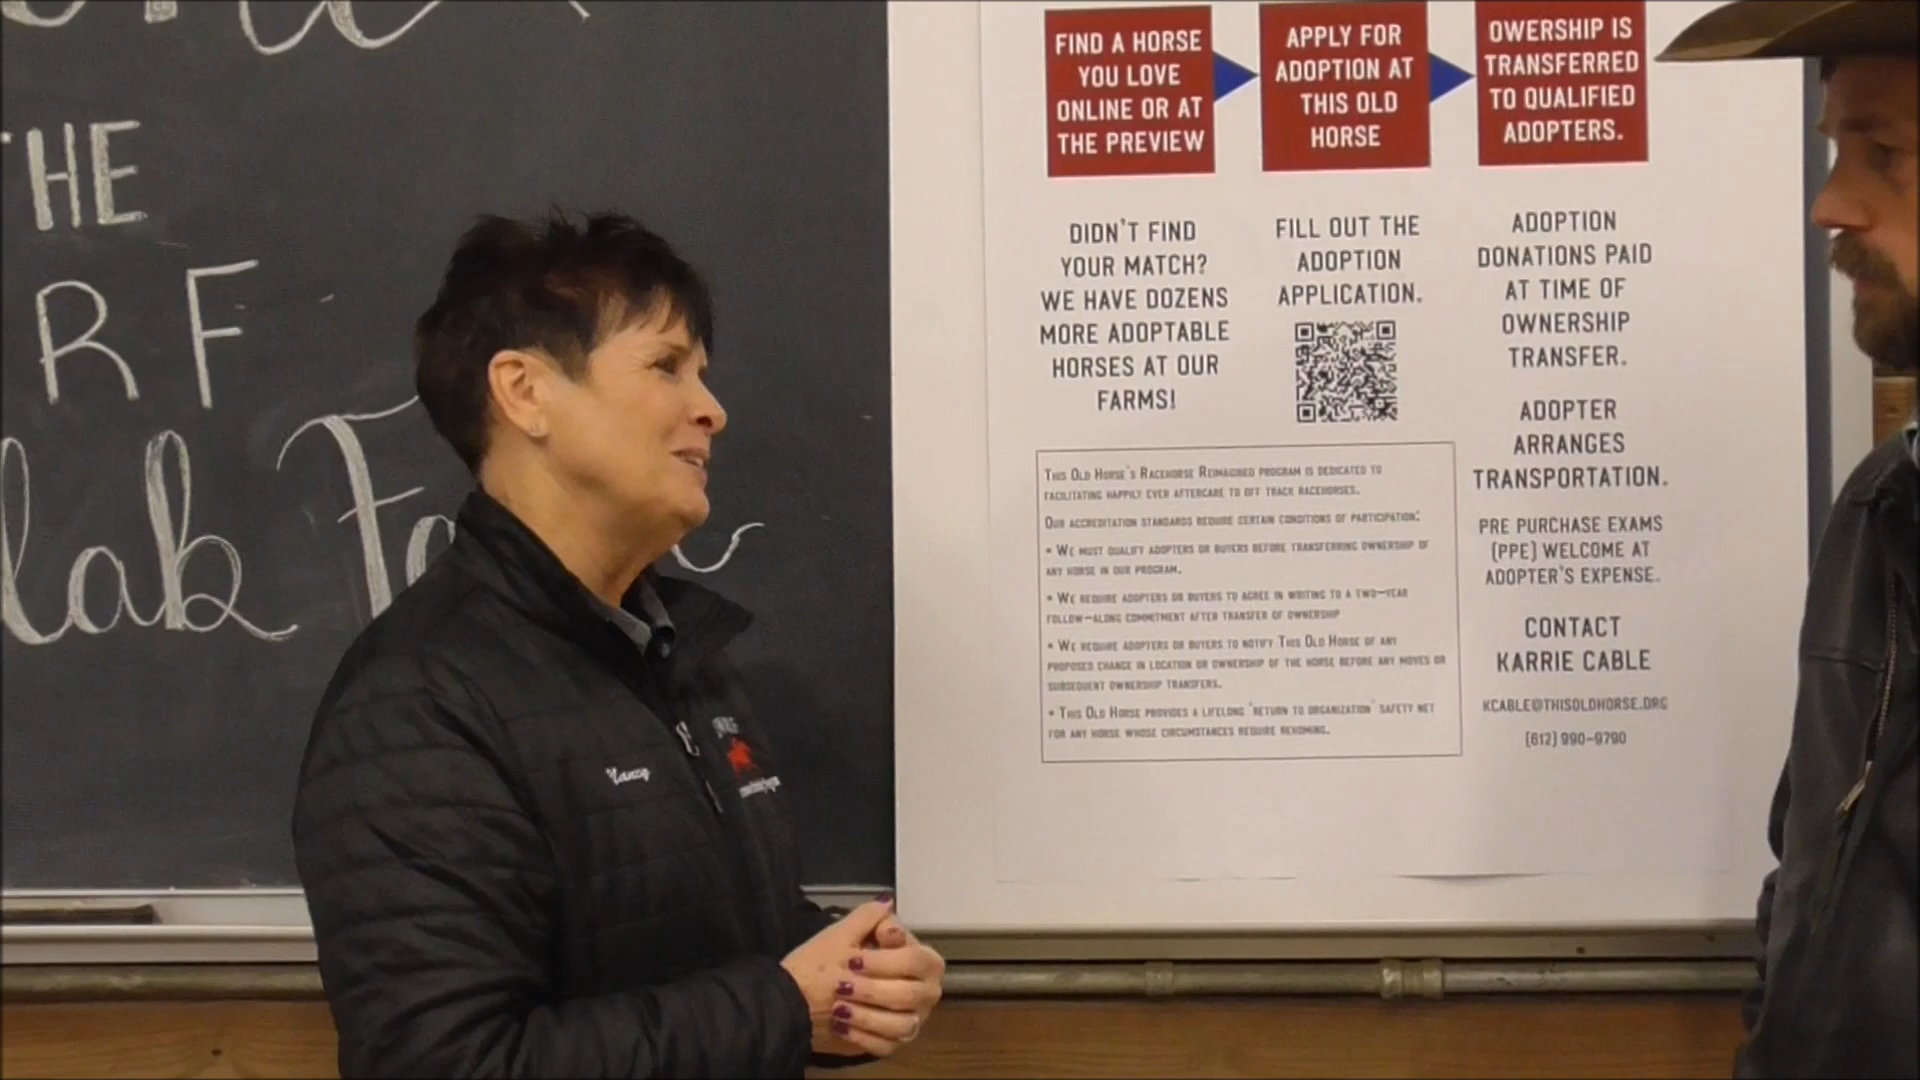 HE
R F
lab
FIND A HORSE
YOU LOVE
ONLINE OR AT
THE PREVIEW
APPLY FOR
ADOPTION AT
THIS OLD
HORSE
OWERSHIP IS
TRANSFERRED
TO QUALIFIED
ADOPTERS.
DIDN'T FIND
YOUR MATCH?
WE HAVE DOZENS
MORE ADOPTABLE
HORSES AT OUR
FARMS!
FILL OUT THE
ADOPTION
APPLICATION.
ADOPTION
DONATIONS PAID
AT TIME OF
OWNERSHIP
TRANSFER.
ADOPTER
ARRANGES
TRANSPORTATION.
PRE PURCHASE EXAMS
(PPE) WELCOME AT
ADOPTER'S EXPENSE.
CONTACT
KARRIE CABLE
KCABLE@THISOLDHORSE.ORG
(612) 990-9790
THIS OLD HORSE'S RACEHORSE REIMAGINED PROGRAM IS DEDICATED TO
FACILITATING HAPPILY EVER AFTERCARE TO OFF TRACK RACEHORSES.
OUR ACCREDITATION STANDARDS REQUIRE CERTAIN CONDITIONS OF PARTICIPATION:
• WE MUST QUALIFY ADOPTERS OR BUYERS BEFORE TRANSFERRING OWNERSHIP OF
ANY HORSE IN OUR PROGRAM.
• WE REQUIRE ADOPTERS OR BUYERS TO AGREE IN WRITING TO A TWO-YEAR
FOLLOW-ALONG COMMITMENT AFTER TRANSFER OF OWNERSHIP
• WE REQUIRE ADOPTERS OR BUYERS TO NOTIFY THIS OLD HORSE OF ANY
PROPOSED CHANGE IN LOCATION OR OWNERSHIP OF THE HORSE BEFORE ANY MOVES OR
SUBSEQUENT OWNERSHIP TRANSFERS.
• THIS OLD HORSE PROVIDES A LIFELONG "RETURN TO ORGANIZATION" SAFETY NET
FOR ANY HORSE WHOSE CIRCUMSTANCES REQUIRE REHOMING.
Nancy